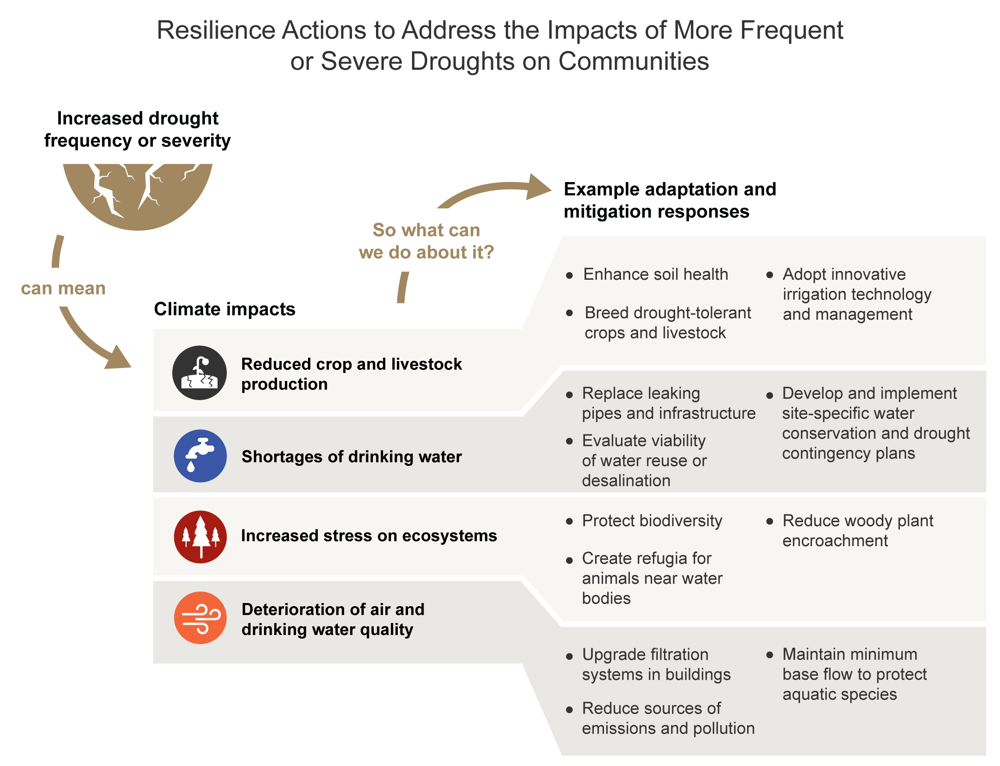 Resilience Actions to Address the Impacts of More Frequent
or Severe Droughts on Communities
Increased drought
frequency or severity
can mean
So what can
we do about it?
Climate impacts
Example adaptation and
mitigation responses
Reduced crop and livestock
production
Enhance soil health
Breed drought-tolerant
crops and livestock
Adopt innovative
irrigation technology
and management
Shortages of drinking water
Replace leaking
pipes and infrastructure
Evaluate viability
of water reuse or
desalination
Develop and implement
site-specific water
conservation and drought
contingency plans
Increased stress on ecosystems
Protect biodiversity
Create refugia for
animals near water
bodies
Reduce woody plant
encroachment
Deterioration of air and
drinking water quality
Upgrade filtration
systems in buildings
Reduce sources of
emissions and pollution
Maintain minimum
base flow to protect
aquatic species